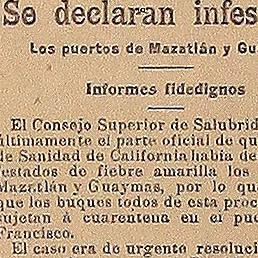 Se declaran infes
Los puertos de Mazatlán y Gu
Informes fidedignos
El Consejo Superior de Salubrid
últimamente el parte oficial de qu
de Sanidad de California había de
estados de fiebre amarilla los
Mazatlán y Guaymas, por lo qu
que los buques todos de esta proc
sujetan á cuarentena en el pue
Francisco.
El caso era de urgente resoluci